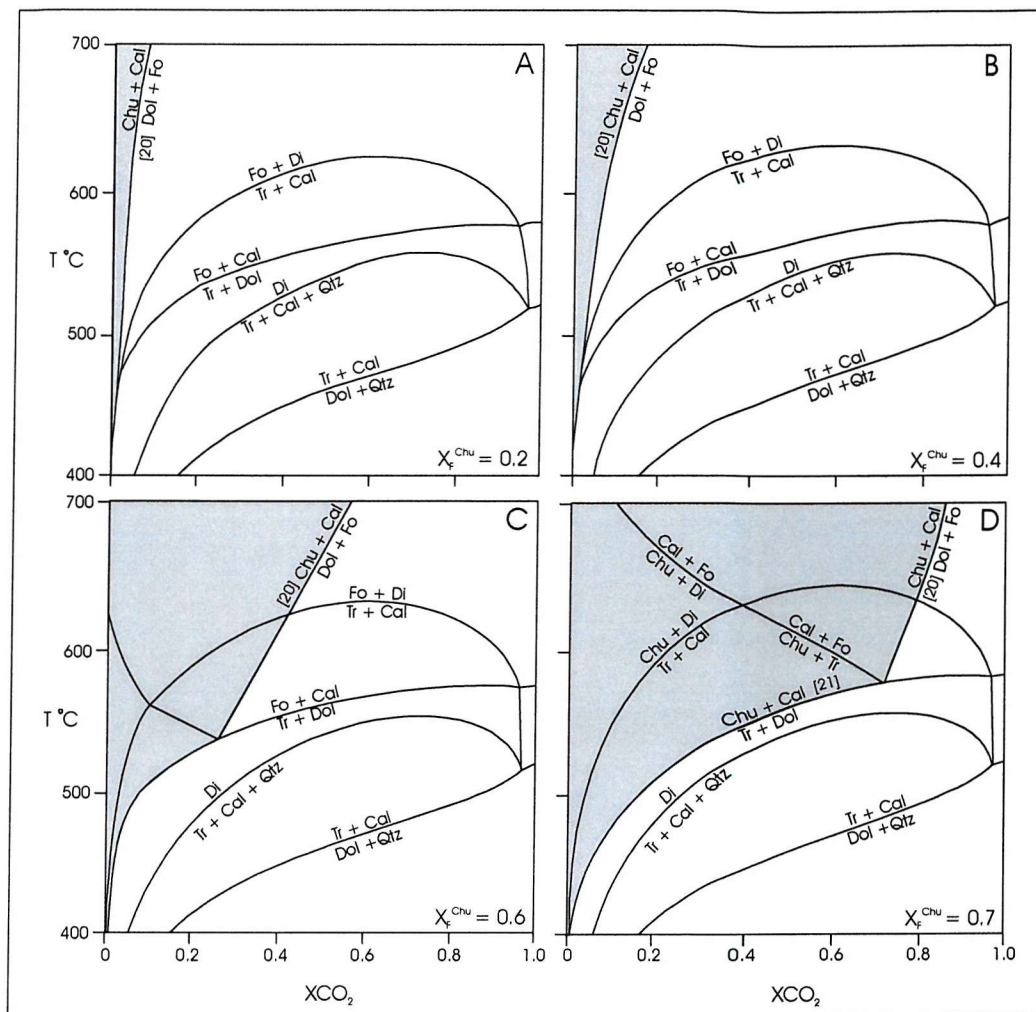 700
A
Chu + Cal
[20] Dol + Fo
Fo + Di
Tr + Cal
600
T °C
Fo + Cal
Tr + Dol
Di
Tr + Cal + Qtz
500
Tr + Cal
Dol + Qtz
400
X_F^Chu = 0.2
B
[20] Chu + Cal
Dol + Fo
Fo + Di
Tr + Cal
Fo + Cal
Tr + Dol
Di
Tr + Cal + Qtz
Tr + Cal
Dol + Qtz
X_F^Chu = 0.4
700
C
[20] Chu + Cal
Dol + Fo
Fo + Di
Tr + Cal
600
T °C
Fo + Cal
Tr + Dol
Di
Tr + Cal + Qtz
500
Tr + Cal
Dol + Qtz
400
X_F^Chu = 0.6
0 0.2 0.4 0.6 0.8 1.0
XCO₂
D
Cal + Fo
Chu + Di
Chu + Cal
[20] Dol + Fo
Chu + Di
Tr + Cal
Cal + Fo
Chu + Tr
Chu + Cal [21]
Tr + Dol
Di
Tr + Cal + Qtz
Tr + Cal
Dol + Qtz
X_F^Chu = 0.7
0 0.2 0.4 0.6 0.8 1.0
XCO₂